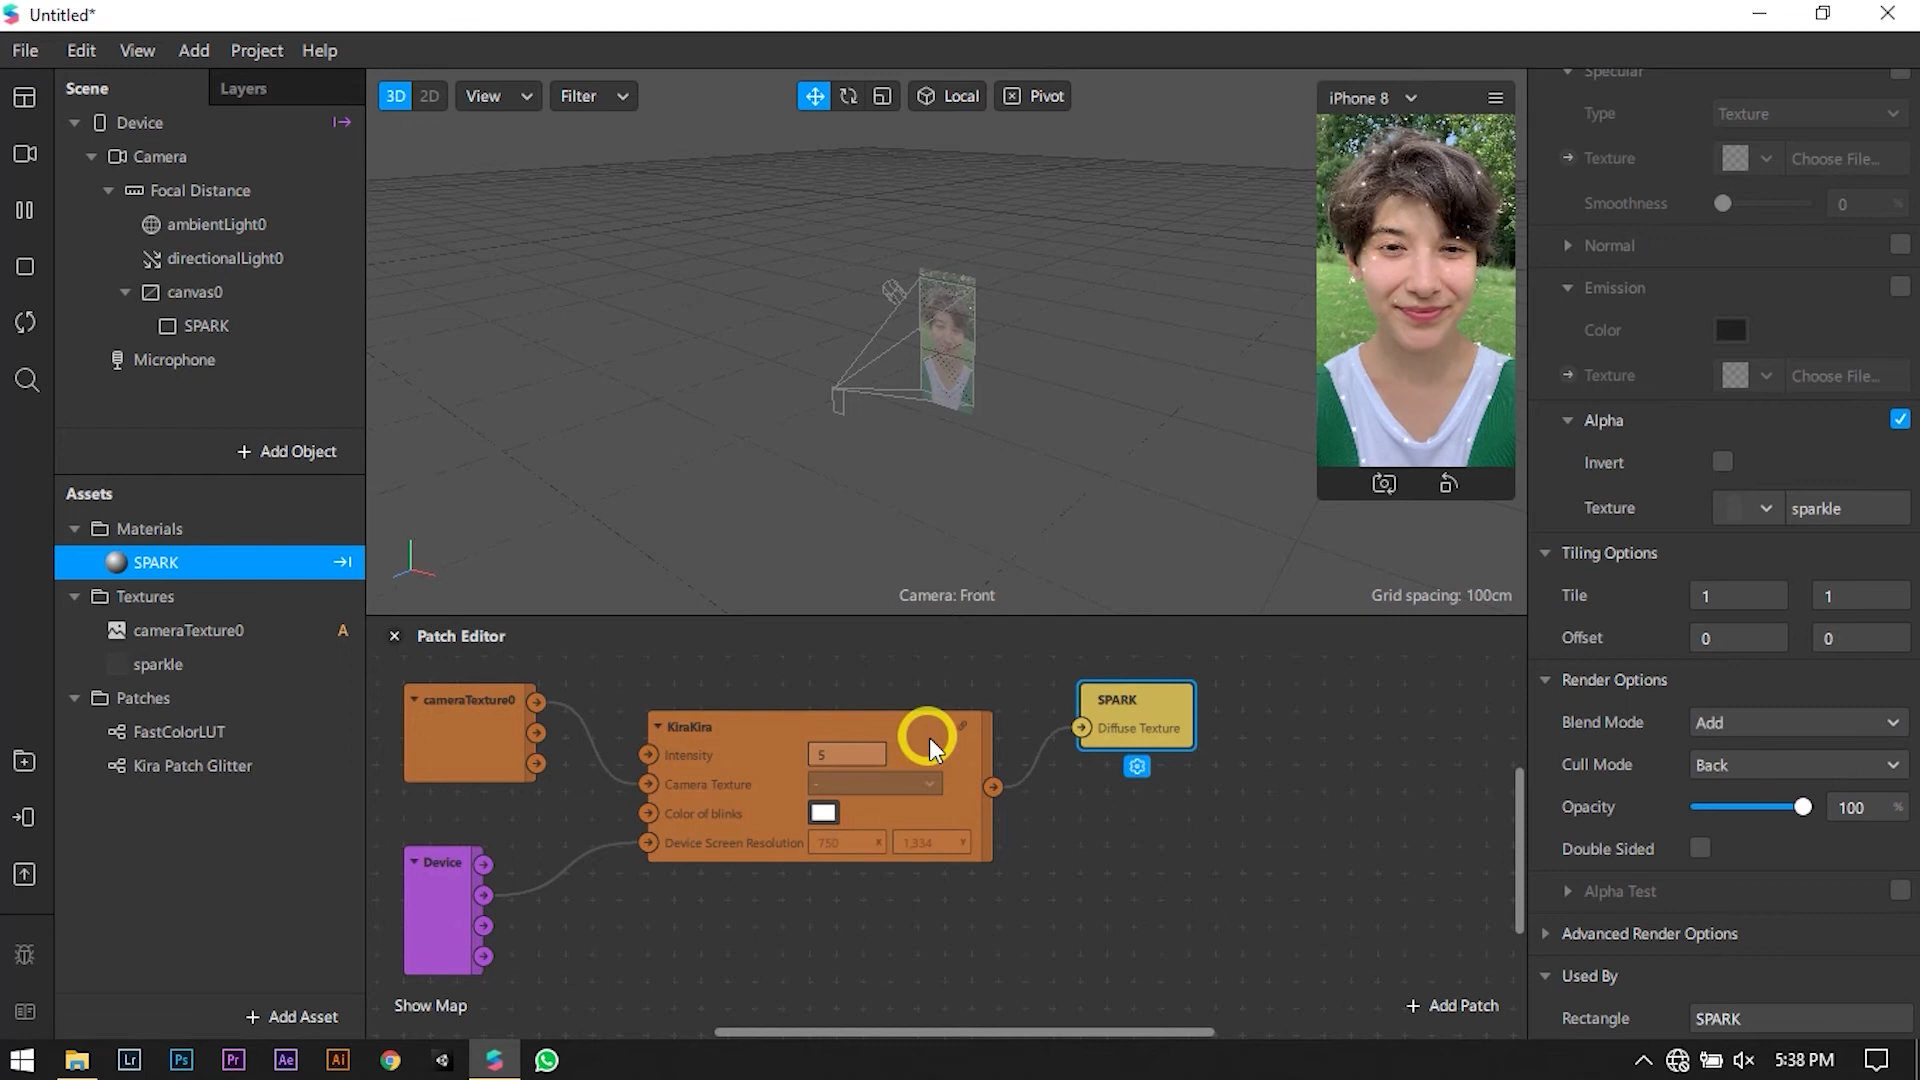 Untitled*
File Edit View Add Project Help
Scene Layers
Device
Camera
Focal Distance
ambientLight0
directionalLight0
canvas0
SPARK
Microphone
+ Add Object
Assets
Materials
SPARK
Textures
cameraTexture0 A
sparkle
Patches
FastColorLUT
Kira Patch Glitter
+ Add Asset
3D 2D View Filter Local Pivot
iPhone 8
Camera: Front
Grid spacing: 100cm
Patch Editor
cameraTexture0
Device
KiraKira
Intensity 5
Camera Texture -
Color of blinks
Device Screen Resolution 750 X 1,334 Y
SPARK
Diffuse Texture
Show Map
+ Add Patch
Specular
Type Texture
Texture Choose File...
Smoothness 0 %
Normal
Emission
Color
Texture Choose File...
Alpha
Invert
Texture sparkle
Tiling Options
Tile 1 1
Offset 0 0
Render Options
Blend Mode Add
Cull Mode Back
Opacity 100 %
Double Sided
Alpha Test
Advanced Render Options
Used By
Rectangle SPARK
Lr Ps Pr Ae Ai
5:38 PM